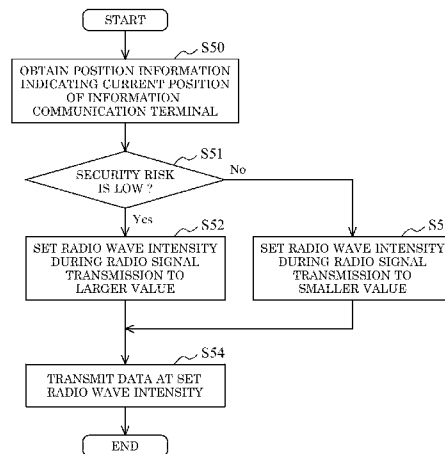 START
S50
OBTAIN POSITION INFORMATION
INDICATING CURRENT POSITION
OF INFORMATION
COMMUNICATION TERMINAL
S51
SECURITY RISK
IS LOW ?
No
Yes
S52
SET RADIO WAVE INTENSITY
DURING RADIO SIGNAL
TRANSMISSION TO
LARGER VALUE
S5
SET RADIO WAVE INTENSITY
DURING RADIO SIGNAL
TRANSMISSION TO
SMALLER VALUE
S54
TRANSMIT DATA AT SET
RADIO WAVE INTENSITY
END